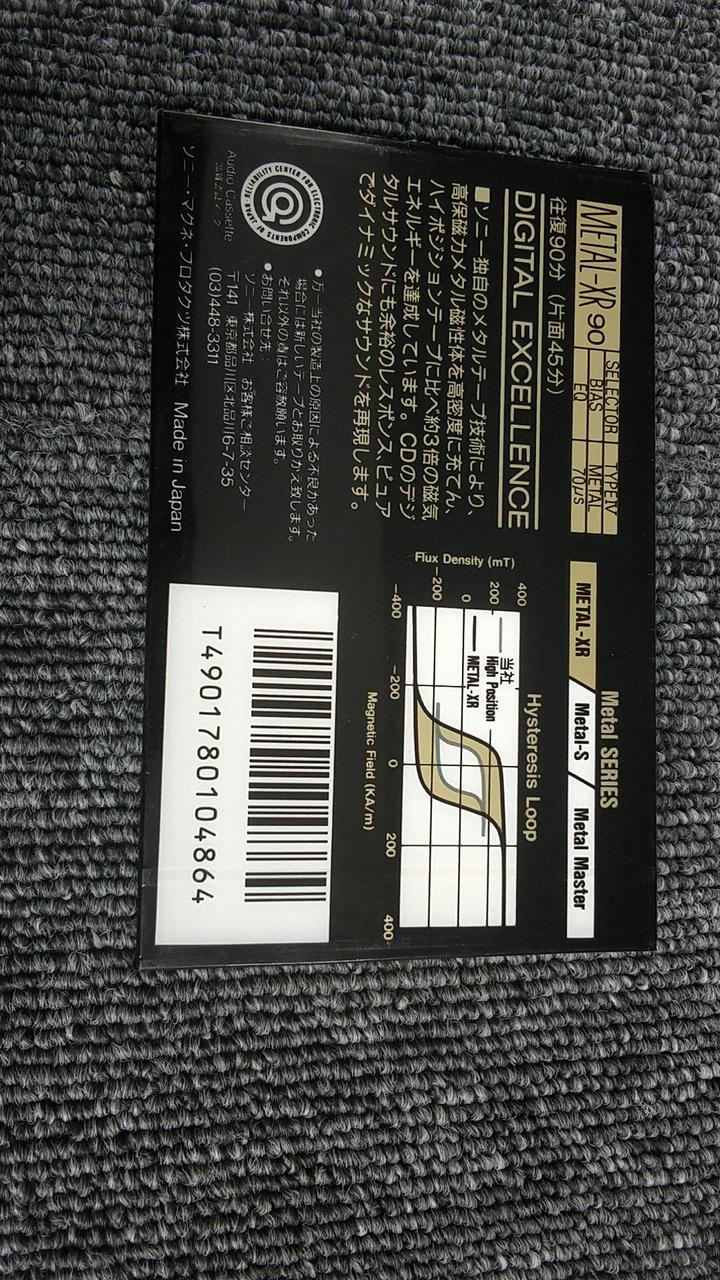 METAL-XR 90
SELECTOR TYPEIV
BIAS METAL
EQ 70μs
往復90分 (片面45分)
DIGITAL EXCELLENCE
■ソニー独自のメタルテープ技術により、
高保磁力メタル磁性体を高密度に充てん、
ハイポジションテープに比べ約3倍の磁気
エネルギーを達成しています。CDのデジ
タルサウンドにも余裕のレスポンス、ピュア
でダイナミックなサウンドを再現します。
●万一当社の製造上の原因による不良があった
場合には新しいテープとお取りかえ致します。
それ以外の責はご容赦願います。
●お問い合せ先:
ソニー株式会社 お客様ご相談センター
〒141 東京都品川区北品川6-7-35
(03)448-3311
RELIABILITY CENTER FOR ELECTRONIC COMPONENTS OF JAPAN
Audio Cassette
ソニー・マグネ・プロダクツ株式会社 Made in Japan
Metal SERIES
METAL-XR Metal-S Metal Master
Hysteresis Loop
Flux Density (mT)
400
200
0
-200
-400 -200 0 200 400
当社
High Position
METAL-XR
Magnetic Field (KA/m)
T4901780104864